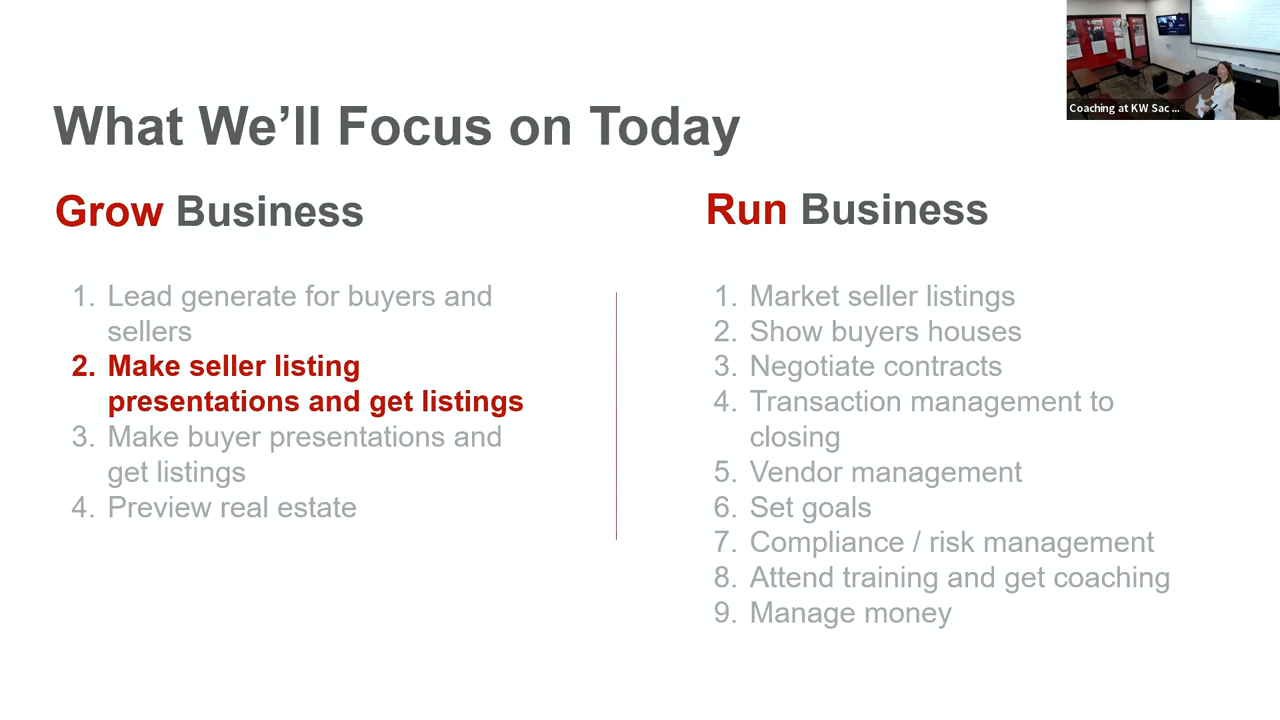 What We'll Focus on Today
Grow Business
1. Lead generate for buyers and
sellers
2. Make seller listing
presentations and get listings
3. Make buyer presentations and
get listings
4. Preview real estate
Run Business
1. Market seller listings
2. Show buyers houses
3. Negotiate contracts
4. Transaction management to
closing
5. Vendor management
6. Set goals
7. Compliance / risk management
8. Attend training and get coaching
9. Manage money
Coaching at KW Sac ...